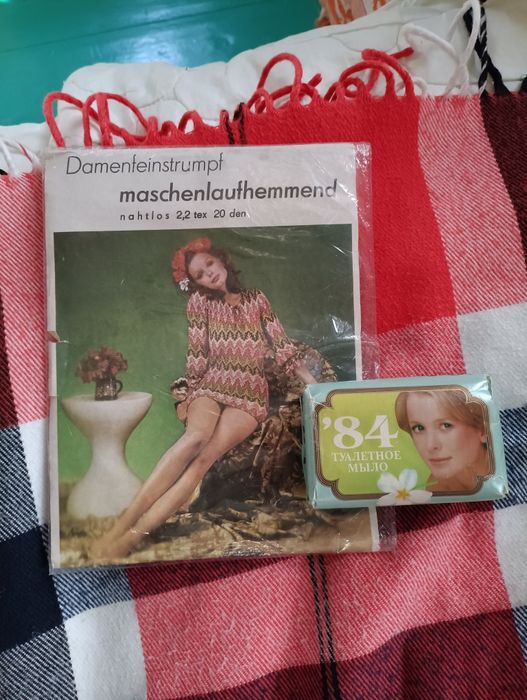 Damenfeinstrumpf
maschenlaufhemmend
nahtlos 2,2 tex 20 den
'84
ТУАЛЕТНОЕ
МЫЛО